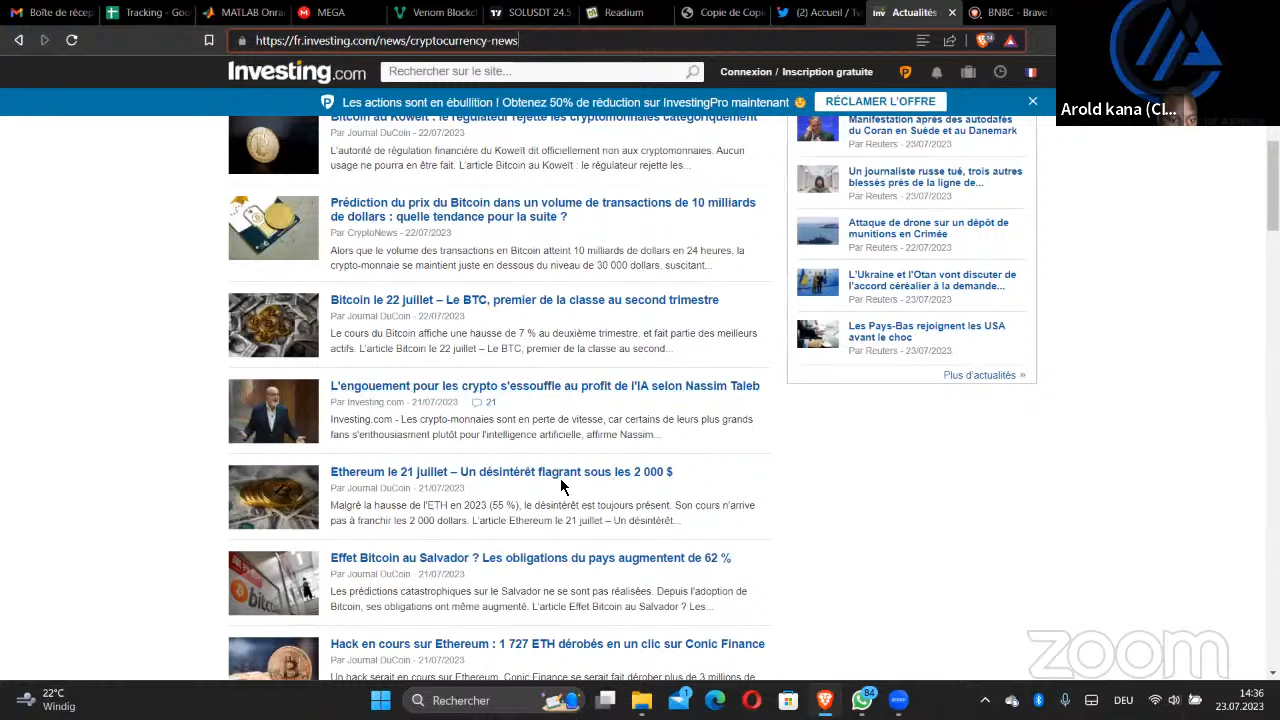 Boîte de récep
Tracking - Goo
MATLAB Onra
MEGA
Venom Blockc
SOLUSDT 24.5
Readium
Copie de Copie
(2) Accueil / Tw
Actualités
BNBC - Brave
https://fr.investing.com/news/cryptocurrency-news
Arold kana (Cl...
Investing.com
Rechercher sur le site...
Connexion / Inscription gratuite
Les actions sont en ébullition ! Obtenez 50% de réduction sur InvestingPro maintenant
RÉCLAMER L'OFFRE
Bitcoin au Koweït : le régulateur rejette les cryptomonnaies catégoriquement
Par Journal DuCoin - 22/07/2023
L'autorité de régulation financière du Koweït dit officiellement non aux cryptomonnaies. Aucun
usage ne pourra en être fait. L'article Bitcoin au Koweït : le régulateur rejette les...
Prédiction du prix du Bitcoin dans un volume de transactions de 10 milliards
de dollars : quelle tendance pour la suite ?
Par CryptoNews - 22/07/2023
Alors que le volume des transactions en Bitcoin atteint 10 milliards de dollars en 24 heures, la
crypto-monnaie se maintient juste en dessous du niveau de 30 000 dollars, suscitant...
Bitcoin le 22 juillet – Le BTC, premier de la classe au second trimestre
Par Journal DuCoin - 22/07/2023
Le cours du Bitcoin affiche une hausse de 7 % au deuxième trimestre, et fait partie des meilleurs
actifs. L'article Bitcoin le 22 juillet – Le BTC, premier de la classe au second...
L'engouement pour les crypto s'essouffle au profit de l'IA selon Nassim Taleb
Par Investing.com - 21/07/2023 21
Investing.com - Les crypto-monnaies sont en perte de vitesse, car certains de leurs plus grands
fans s'enthousiasment plutôt pour l'intelligence artificielle, affirme Nassim...
Ethereum le 21 juillet – Un désintérêt flagrant sous les 2 000 $
Par Journal DuCoin - 21/07/2023
Malgré la hausse de l'ETH en 2023 (55 %), le désintérêt est toujours présent. Son cours n'arrive
pas à franchir les 2 000 dollars. L'article Ethereum le 21 juillet – Un désintérêt...
Effet Bitcoin au Salvador ? Les obligations du pays augmentent de 62 %
Par Journal DuCoin - 21/07/2023
Les prédictions catastrophiques sur le Salvador ne se sont pas réalisées. Depuis l'adoption de
Bitcoin, ses obligations ont même augmenté. L'article Effet Bitcoin au Salvador ? Les...
Hack en cours sur Ethereum : 1 727 ETH dérobés en un clic sur Conic Finance
Par Journal DuCoin - 21/07/2023
Un hack serait en cours sur Ethereum. Conic Finance se serait fait dérober plus de 3 millions de
Manifestation après des autodafés
du Coran en Suède et au Danemark
Par Reuters - 23/07/2023
Un journaliste russe tué, trois autres
blessés près de la ligne de...
Par Reuters - 23/07/2023
Attaque de drone sur un dépôt de
munitions en Crimée
Par Reuters - 22/07/2023
L'Ukraine et l'Otan vont discuter de
l'accord céréalier à la demande...
Par Reuters - 23/07/2023
Les Pays-Bas rejoignent les USA
avant le choc
Par Reuters - 23/07/2023
Plus d'actualités »
zoom
22°C
Windig
Rechercher
84
zoom
DEU
14:36
23.07.2023